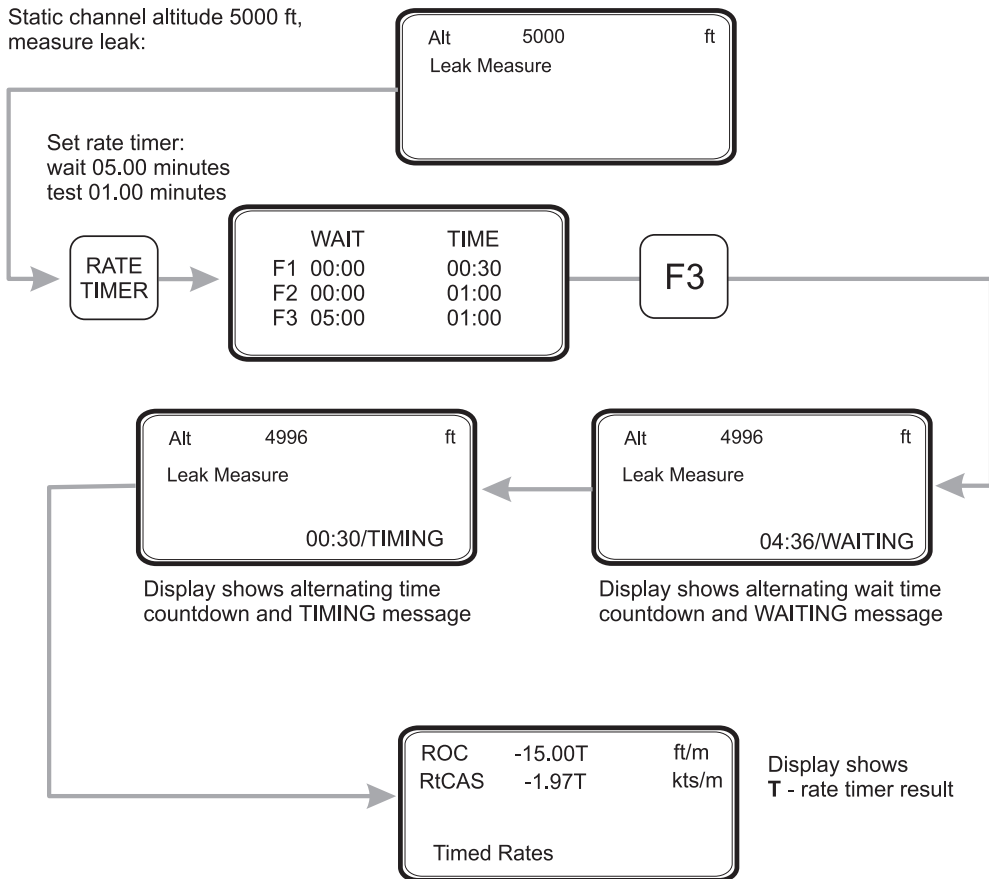 Static channel altitude 5000 ft,
measure leak:
Alt 5000 ft
Leak Measure
Set rate timer:
wait 05.00 minutes
test 01.00 minutes
RATE
TIMER
WAIT TIME
F1 00:00 00:30
F2 00:00 01:00
F3 05:00 01:00
F3
Alt 4996 ft
Leak Measure
04:36/WAITING
Display shows alternating wait time
countdown and WAITING message
Alt 4996 ft
Leak Measure
00:30/TIMING
Display shows alternating time
countdown and TIMING message
ROC -15.00T ft/m
RtCAS -1.97T kts/m
Timed Rates
Display shows
T - rate timer result